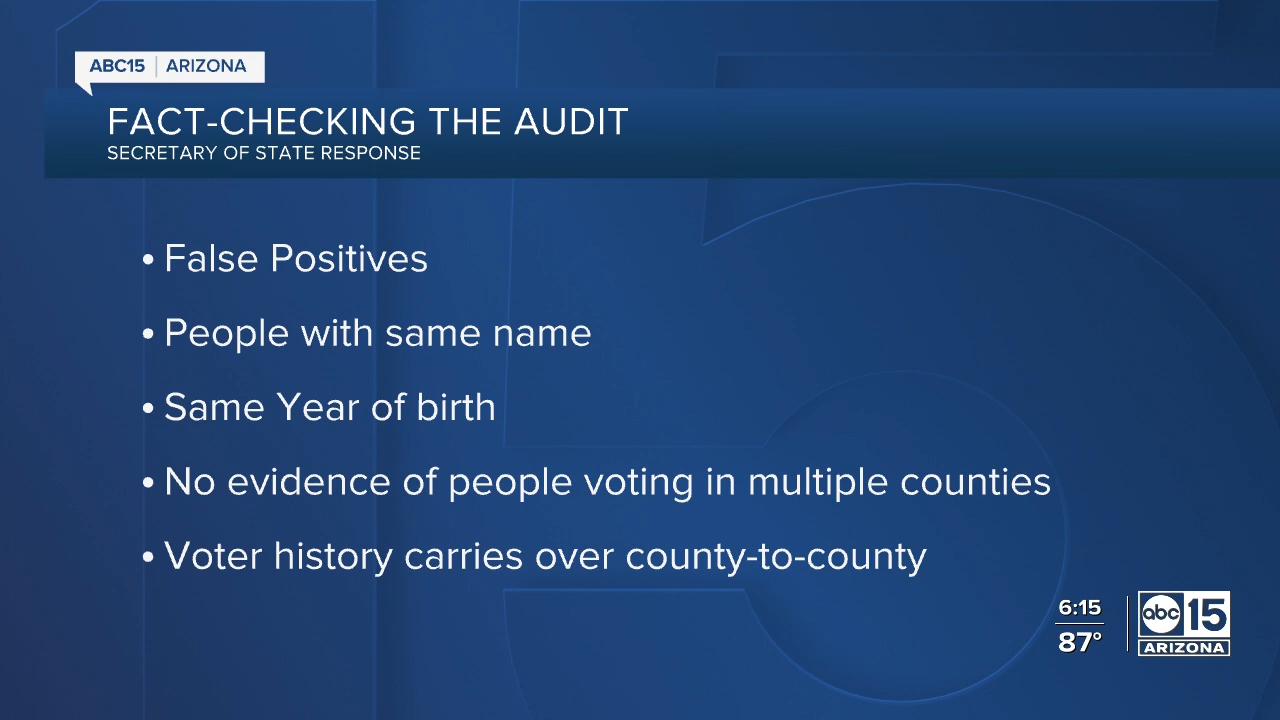 ABC15 | ARIZONA
FACT-CHECKING THE AUDIT
SECRETARY OF STATE RESPONSE
• False Positives
• People with same name
• Same Year of birth
• No evidence of people voting in multiple counties
• Voter history carries over county-to-county
6:15
87°
abc 15
ARIZONA